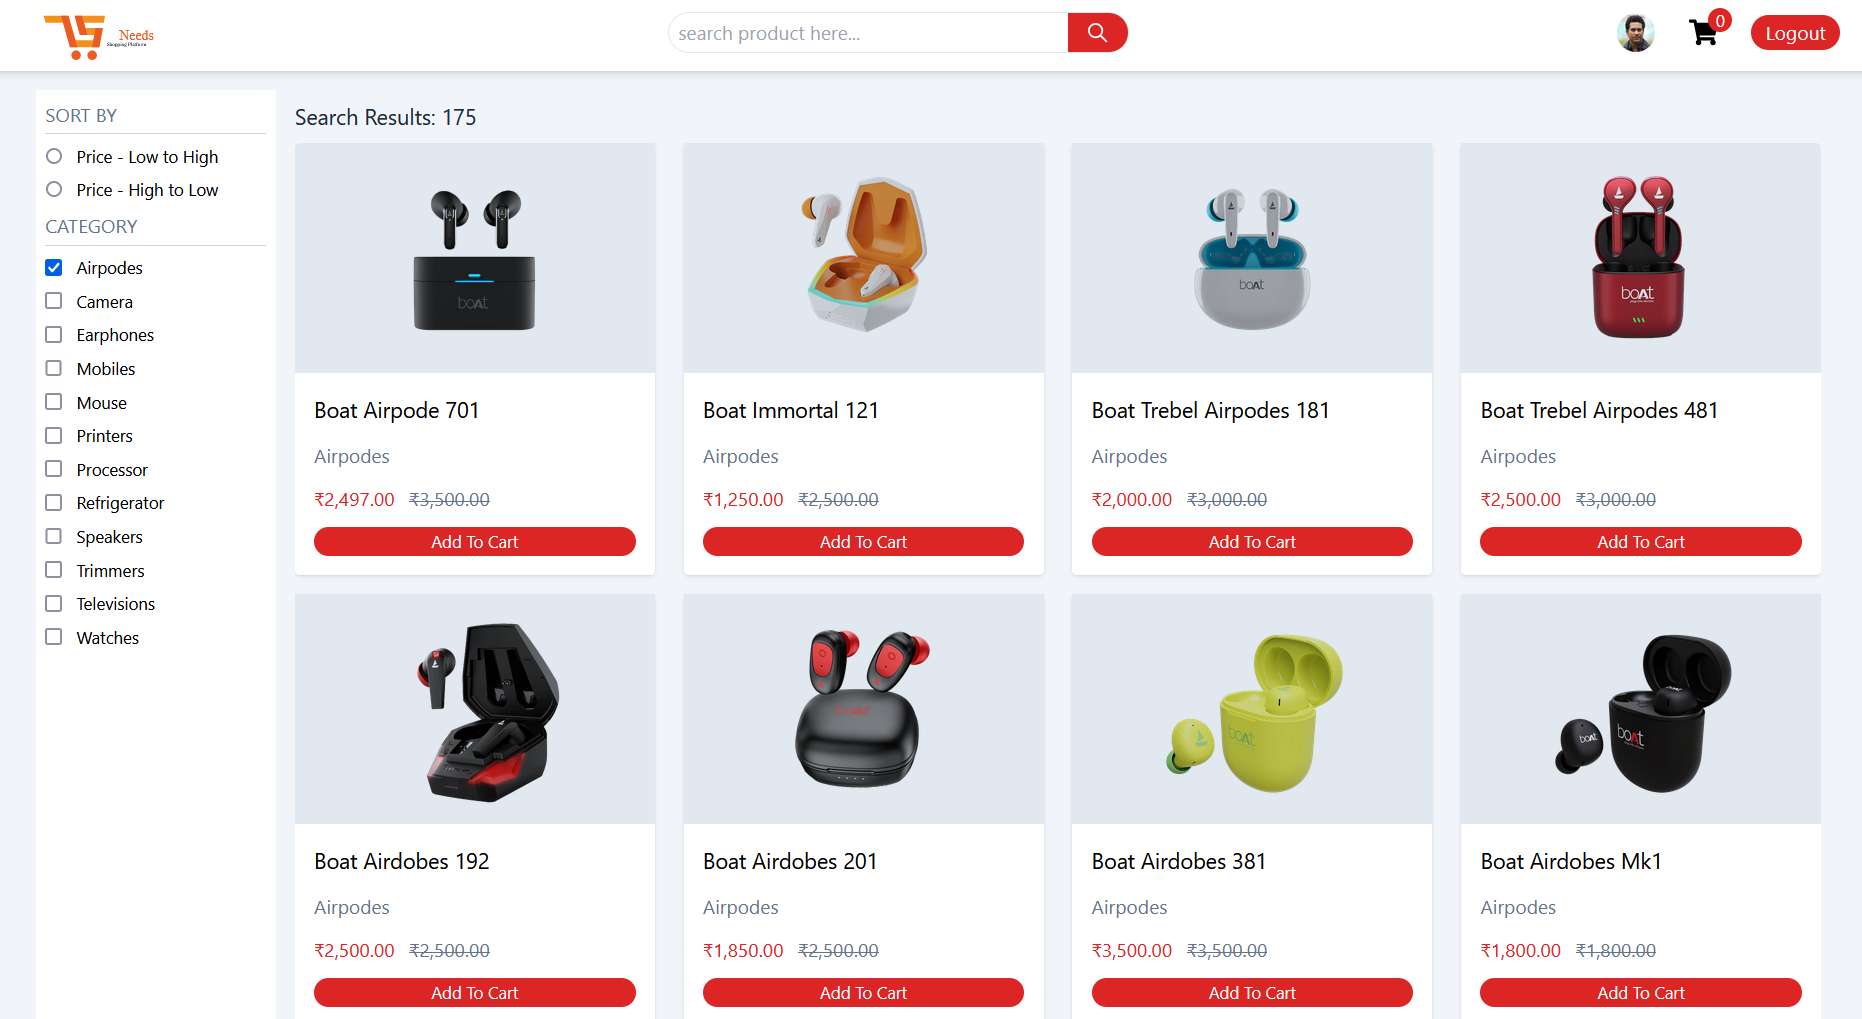 Needs
Shopping Platform
search product here...
0
Logout
SORT BY
Price - Low to High
Price - High to Low
CATEGORY
Airpodes
Camera
Earphones
Mobiles
Mouse
Printers
Processor
Refrigerator
Speakers
Trimmers
Televisions
Watches
Search Results: 175
boAt
boAt
boAt
Boat Airpode 701
Boat Immortal 121
Boat Trebel Airpodes 181
Boat Trebel Airpodes 481
Airpodes
Airpodes
Airpodes
Airpodes
₹2,497.00 ₹3,500.00
₹1,250.00 ₹2,500.00
₹2,000.00 ₹3,000.00
₹2,500.00 ₹3,000.00
Add To Cart
Add To Cart
Add To Cart
Add To Cart
boAt
boAt
boAt
boAt
Boat Airdobes 192
Boat Airdobes 201
Boat Airdobes 381
Boat Airdobes Mk1
Airpodes
Airpodes
Airpodes
Airpodes
₹2,500.00 ₹2,500.00
₹1,850.00 ₹2,500.00
₹3,500.00 ₹3,500.00
₹1,800.00 ₹1,800.00
Add To Cart
Add To Cart
Add To Cart
Add To Cart